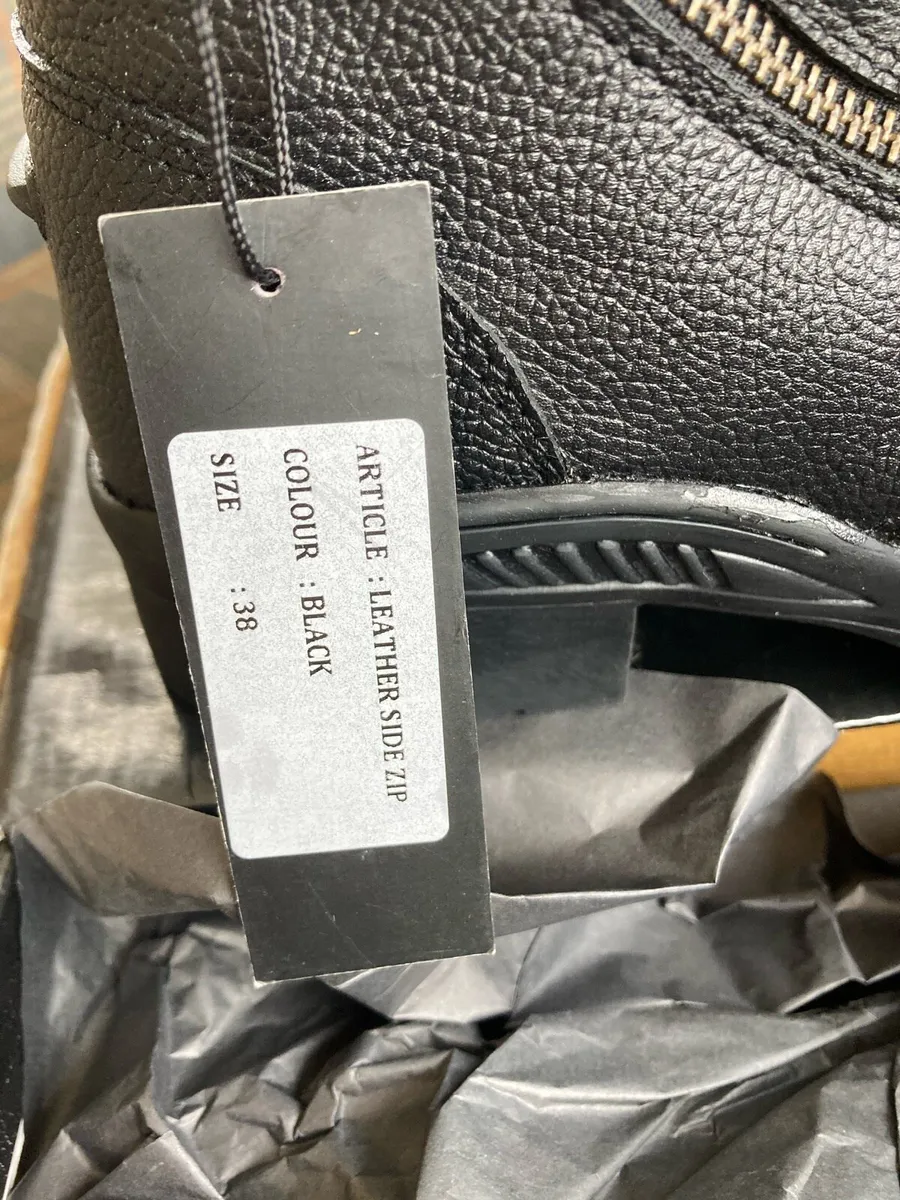 ARTICLE : LEATHER SIDE ZIP
COLOUR : BLACK
SIZE : 38